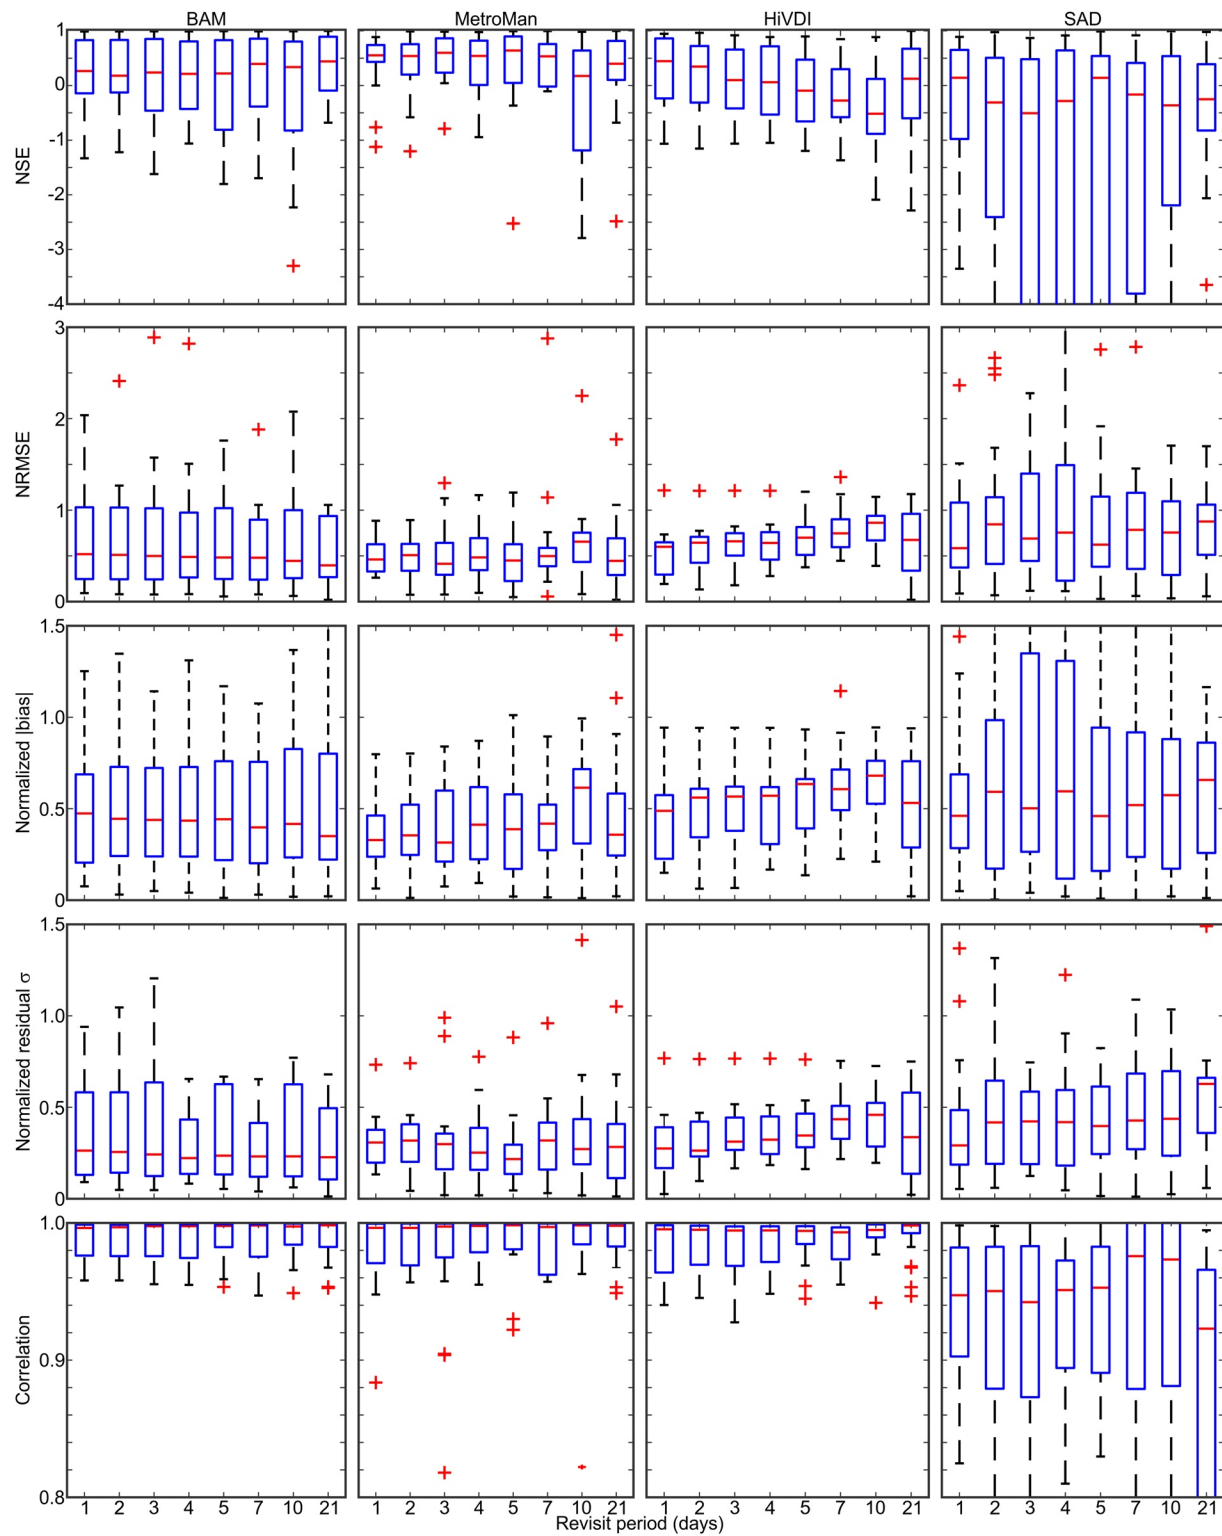 BAM MetroMan HiVDI SAD
NSE
1
0
-1
-2
-3
-4
NRMSE
3
2
1
0
Normalized |bias|
1.5
1.0
0.5
0
Normalized residual σ
1.5
1.0
0.5
0
Correlation
1.0
0.9
0.8
1 2 3 4 5 7 10 21 1 2 3 4 5 7 10 21 1 2 3 4 5 7 10 21 1 2 3 4 5 7 10 21
Revisit period (days)